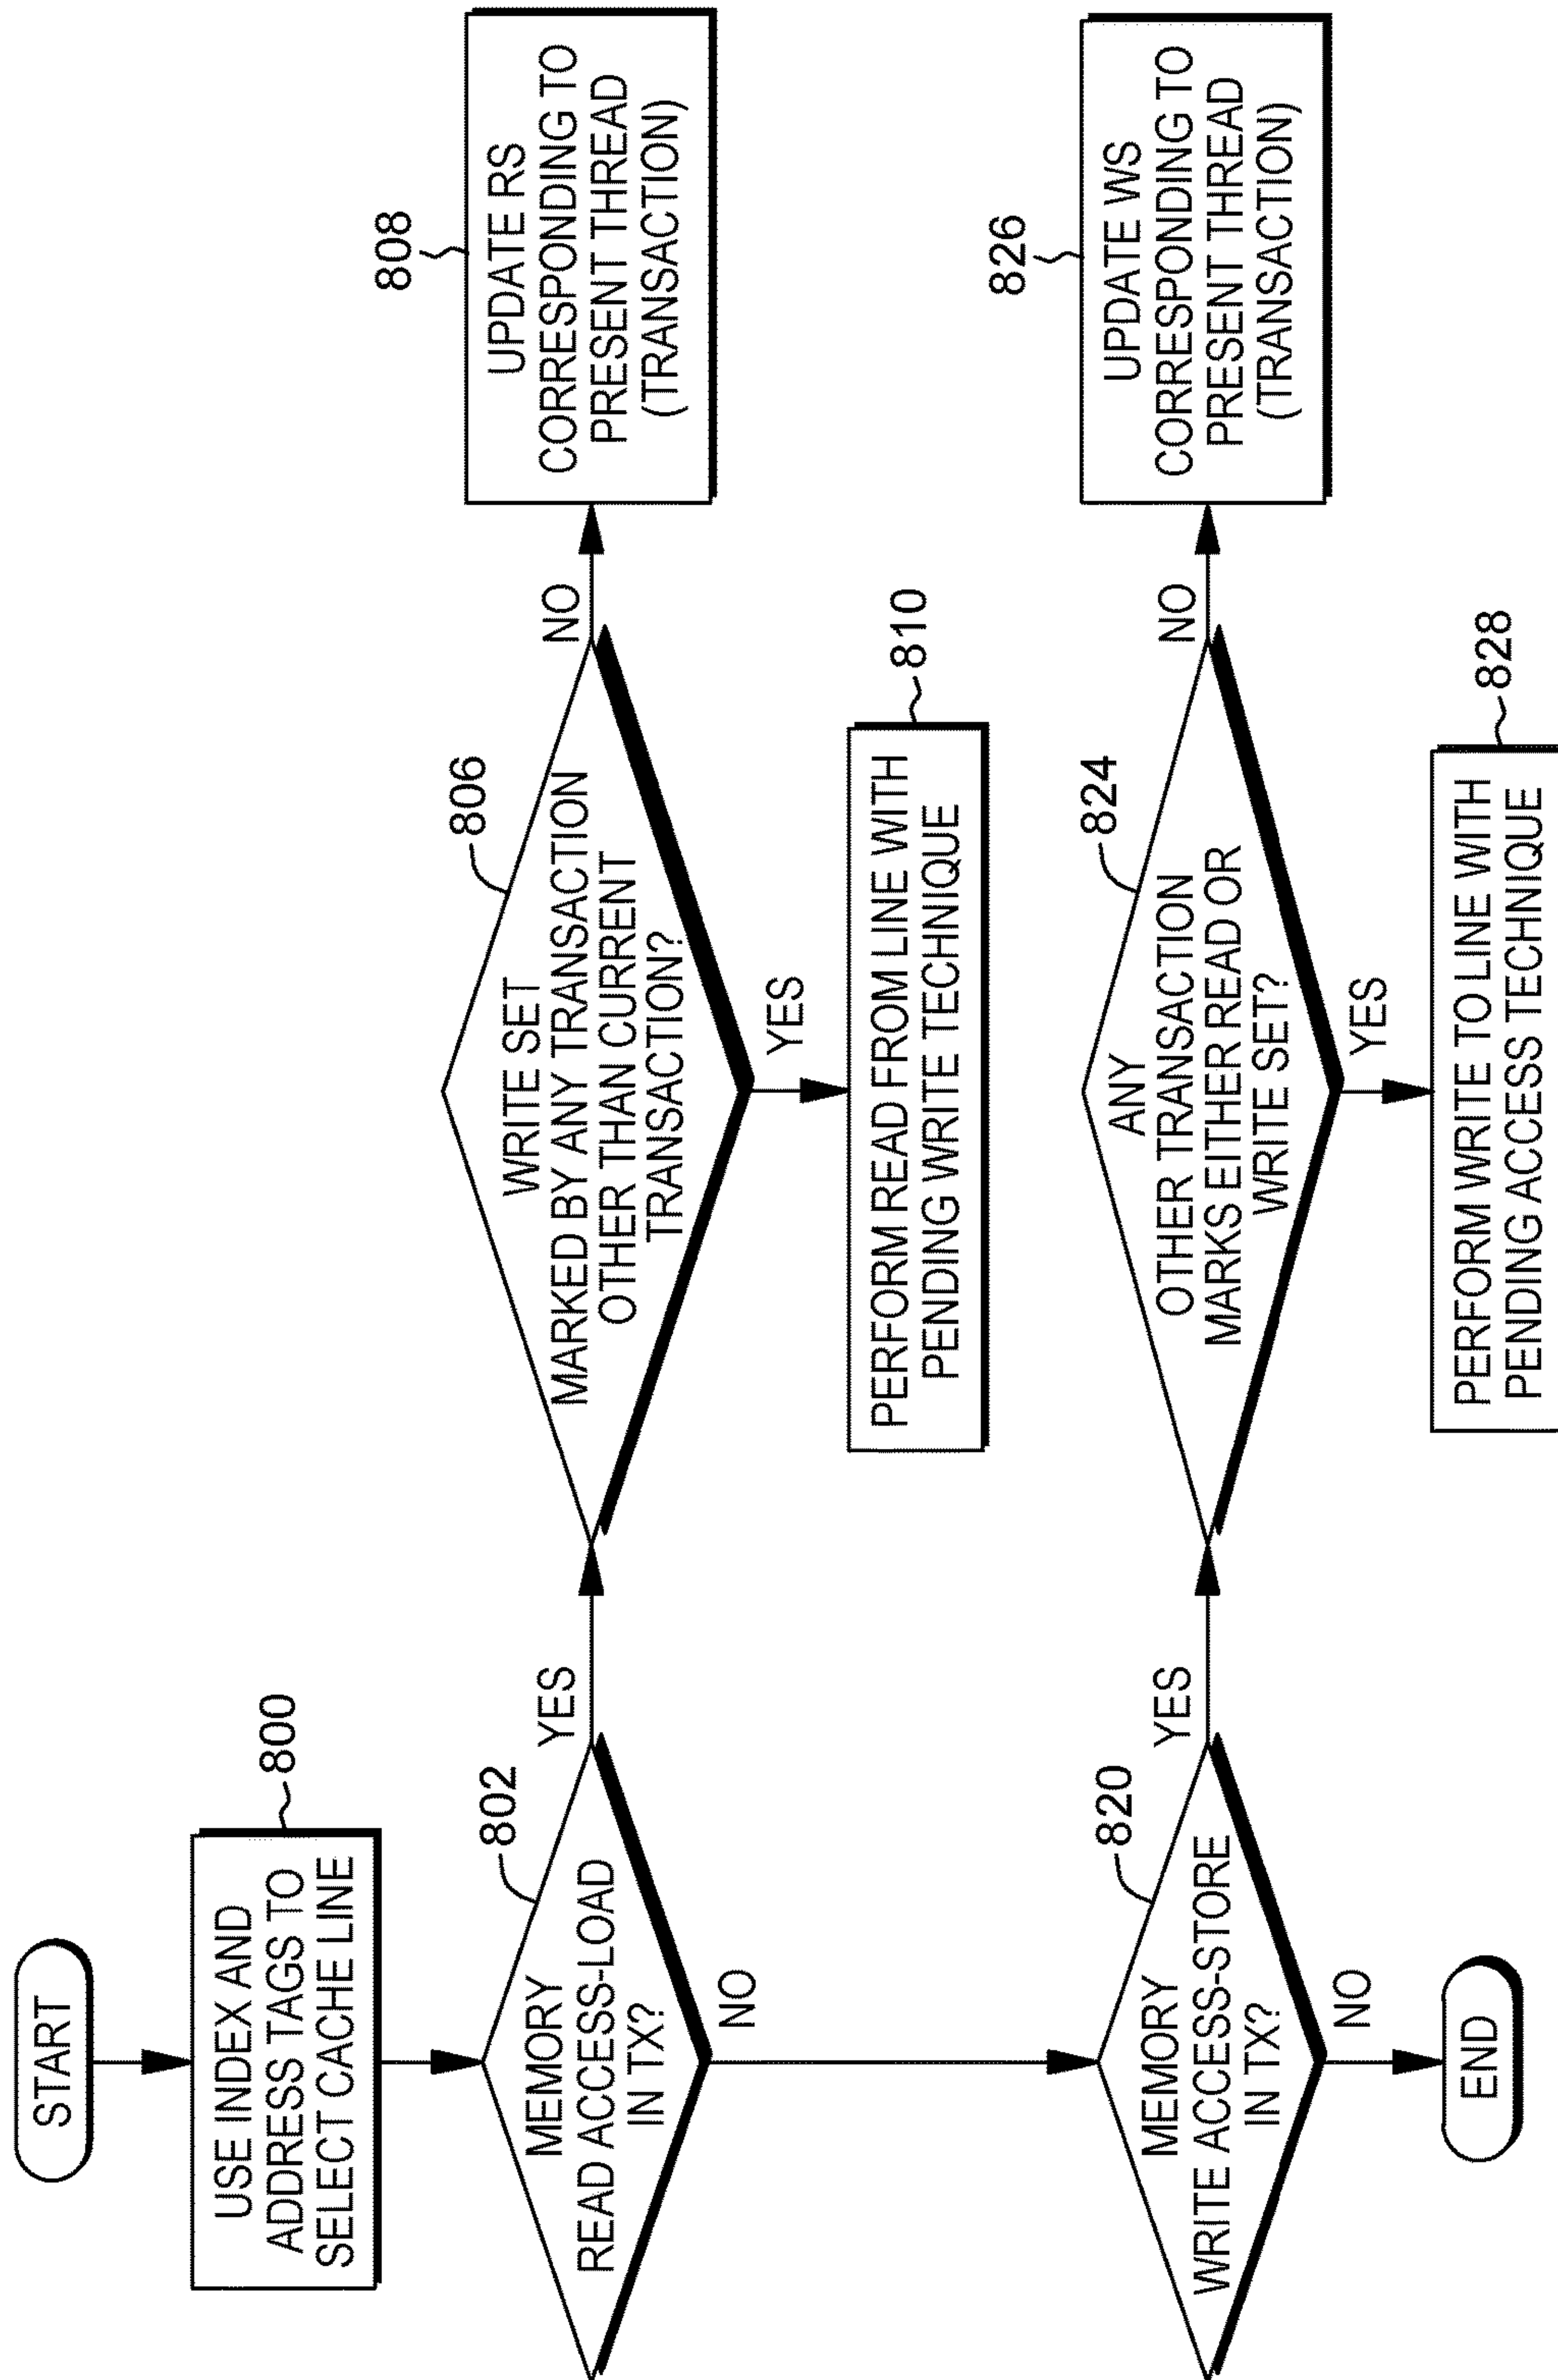 START
800
USE INDEX AND
ADDRESS TAGS TO
SELECT CACHE LINE
802
MEMORY
READ ACCESS-LOAD
IN TX?
YES
NO
806
WRITE SET
MARKED BY ANY TRANSACTION
OTHER THAN CURRENT
TRANSACTION?
NO
YES
808
UPDATE RS
CORRESPONDING TO
PRESENT THREAD
(TRANSACTION)
810
PERFORM READ FROM LINE WITH
PENDING WRITE TECHNIQUE
820
MEMORY
WRITE ACCESS-STORE
IN TX?
YES
NO
824
ANY
OTHER TRANSACTION
MARKS EITHER READ OR
WRITE SET?
NO
YES
826
UPDATE WS
CORRESPONDING TO
PRESENT THREAD
(TRANSACTION)
828
PERFORM WRITE TO LINE WITH
PENDING ACCESS TECHNIQUE
END